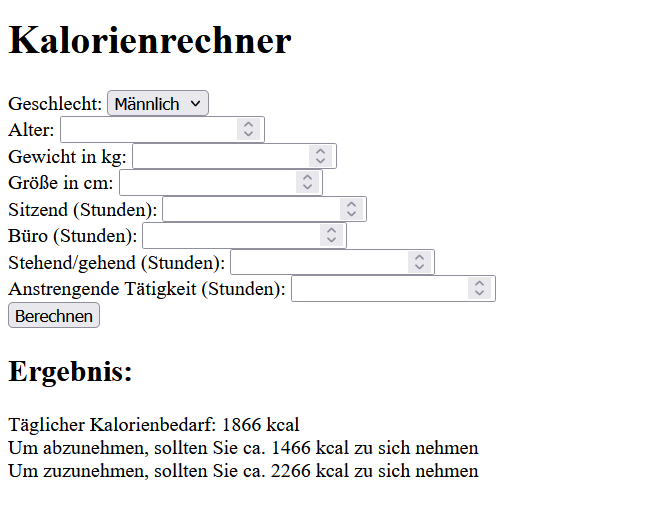 Kalorienrechner
Geschlecht: Männlich
Alter:
Gewicht in kg:
Größe in cm:
Sitzend (Stunden):
Büro (Stunden):
Stehend/gehend (Stunden):
Anstrengende Tätigkeit (Stunden):
Berechnen
Ergebnis:
Täglicher Kalorienbedarf: 1866 kcal
Um abzunehmen, sollten Sie ca. 1466 kcal zu sich nehmen
Um zuzunehmen, sollten Sie ca. 2266 kcal zu sich nehmen